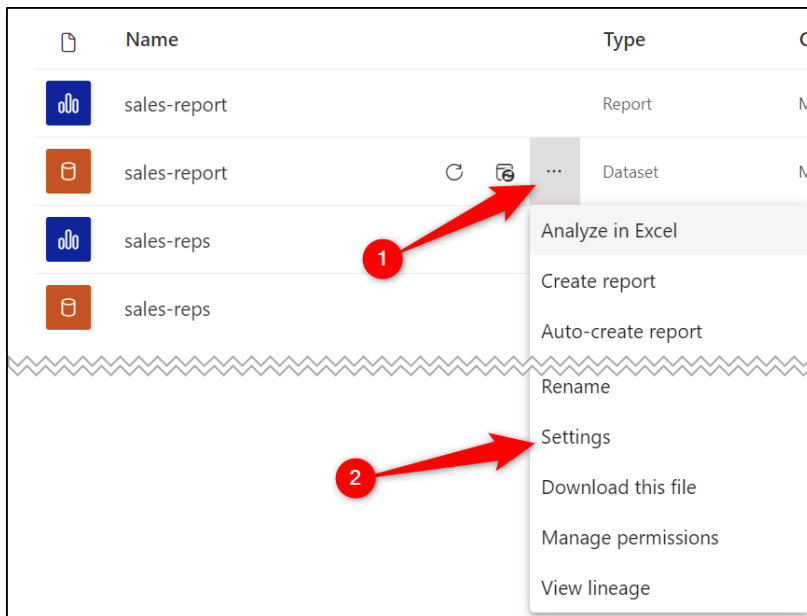 Name Type
sales-report Report
sales-report ... Dataset
1
Analyze in Excel
sales-reps
Create report
sales-reps
Auto-create report
Rename
Settings
2
Download this file
Manage permissions
View lineage